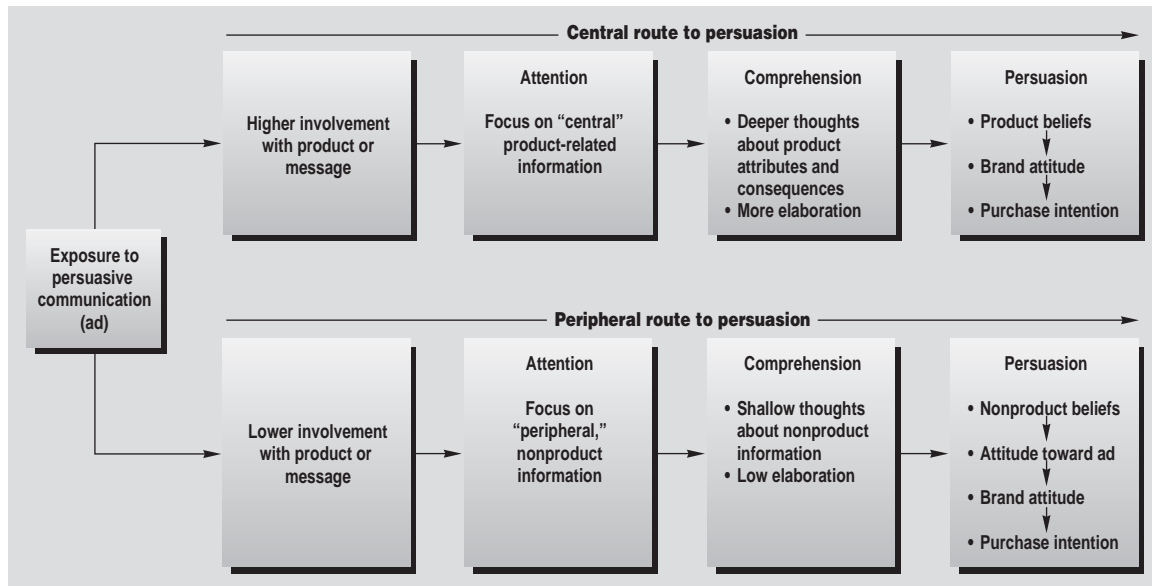 Central route to persuasion
Higher involvement
with product or
message
Attention
Focus on “central”
product-related
information
Comprehension
• Deeper thoughts
about product
attributes and
consequences
• More elaboration
Persuasion
• Product beliefs
• Brand attitude
• Purchase intention
Exposure to
persuasive
communication
(ad)
Peripheral route to persuasion
Lower involvement
with product or
message
Attention
Focus on
“peripheral,”
nonproduct
information
Comprehension
• Shallow thoughts
about nonproduct
information
• Low elaboration
Persuasion
• Nonproduct beliefs
• Attitude toward ad
• Brand attitude
• Purchase intention